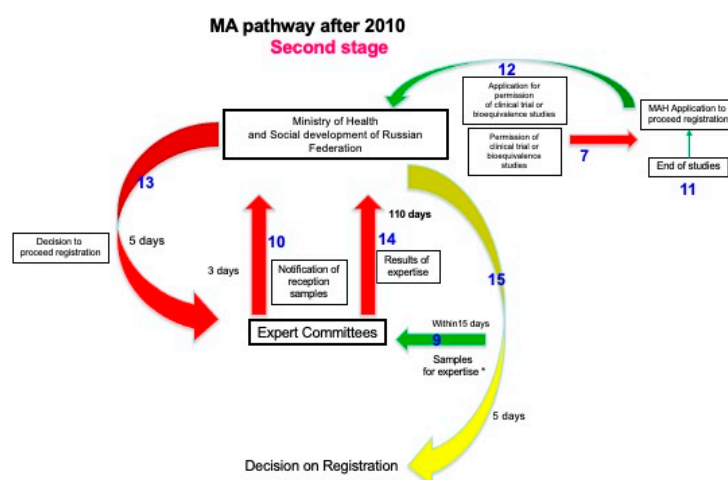 MA pathway after 2010
Second stage
12
Application for
permission
of clinical trial or
bioequivalence studies
MAH Application to
proceed registration
Ministry of Health
and Social development of Russian
Federation
Permission of
clinical trial or
bioequivalence
studies
7
End of studies
11
13
5 days
Decision to
proceed registration
110 days
10
14
3 days
Notification of
reception
samples
Results of
expertise
15
Expert Committees
Within15 days
9
Samples
for expertise *
5 days
Decision on Registration